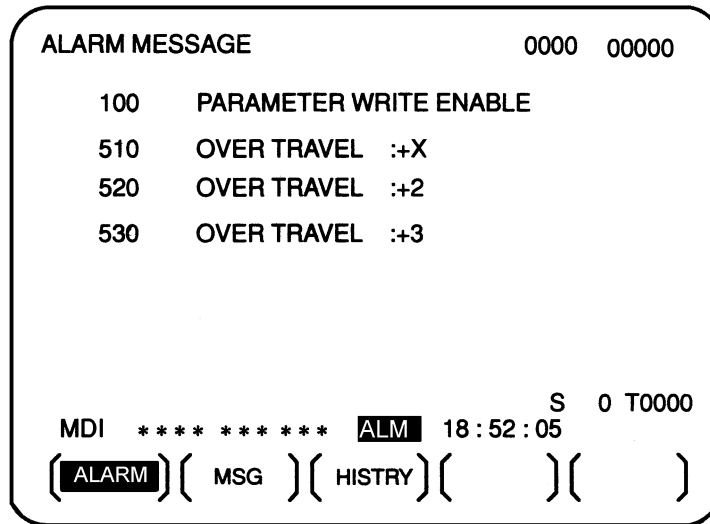 ALARM MESSAGE 0000 00000
100 PARAMETER WRITE ENABLE
510 OVER TRAVEL :+X
520 OVER TRAVEL :+2
530 OVER TRAVEL :+3
S 0 T0000
MDI **** *** *** ALM 18:52:05
[ALARM] [ MSG ] [ HISTRY] [ ] [ ]